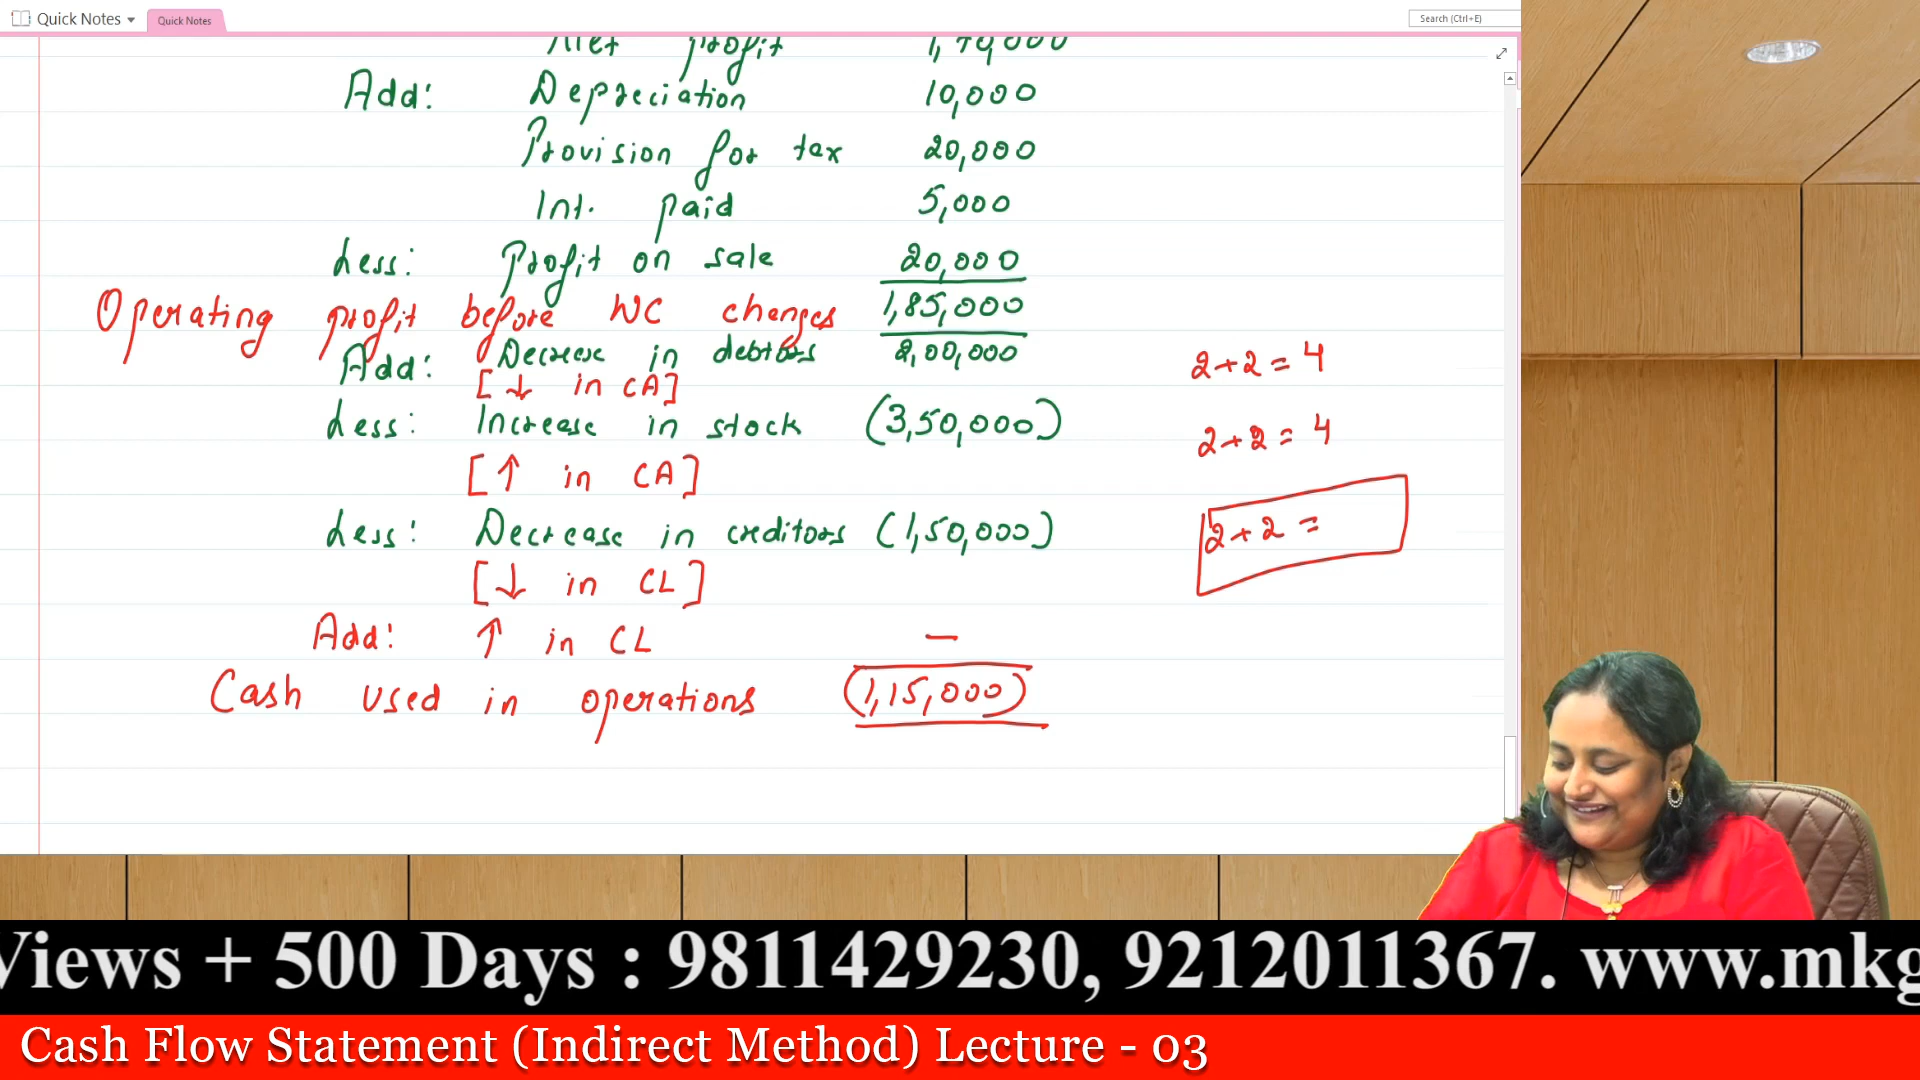 Quick Notes
Quick Notes
Search (Ctrl+E)
Net profit 1,70,000
Add: Depreciation 10,000
Provision for tax 20,000
Int. paid 5,000
Less: Profit on sale 20,000
Operating profit before WC changes 1,85,000
Add: Decrease in debtors 2,00,000
[↓ in CA]
Less: Increase in stock (3,50,000)
[↑ in CA]
Less: Decrease in creditors (1,50,000)
[↓ in CL]
Add: ↑ in CL —
Cash used in operations (1,15,000)
2+2 = 4
2+2 = 4
2+2 =
Views + 500 Days : 9811429230, 9212011367. www.mkg
Cash Flow Statement (Indirect Method) Lecture - 03